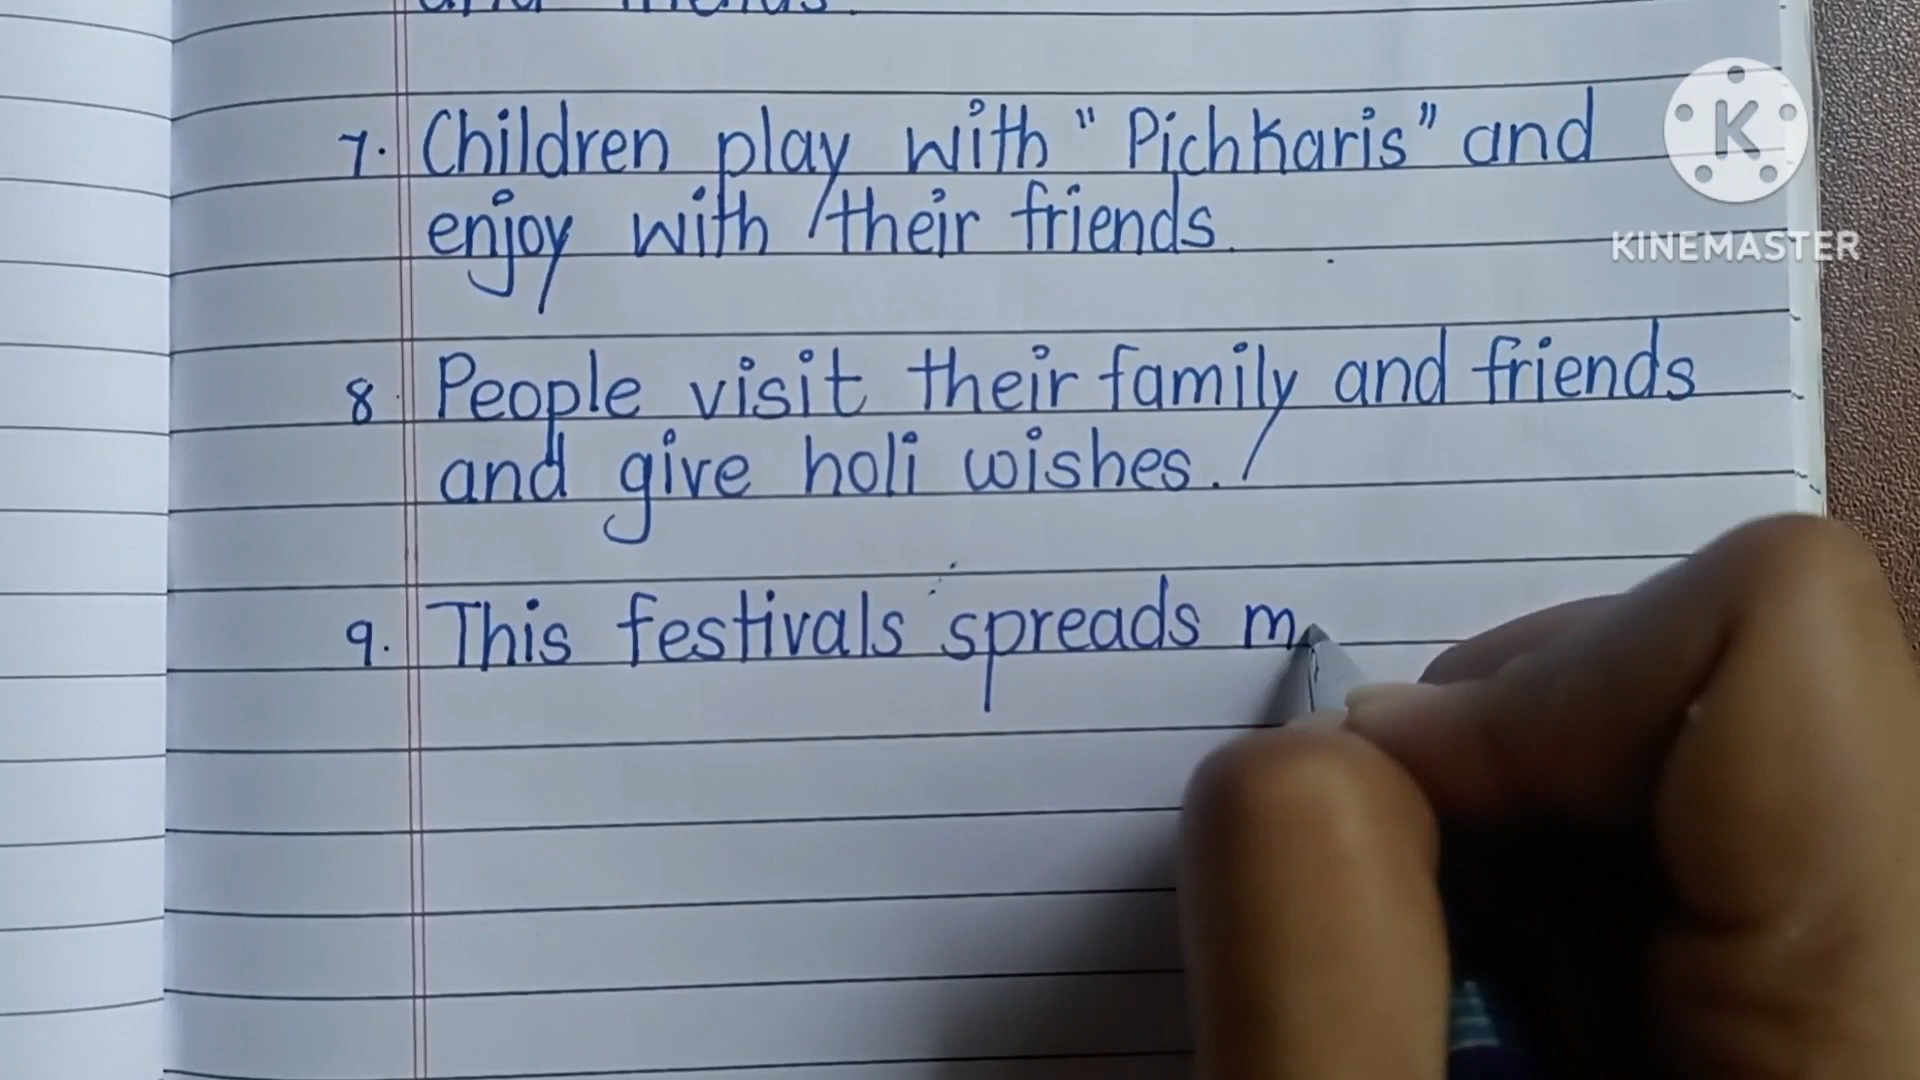 7. Children play with "Pichkaris" and
enjoy with their friends.
8. People visit their family and friends
and give holi wishes.
9. This festivals spreads m
K
KINEMASTER